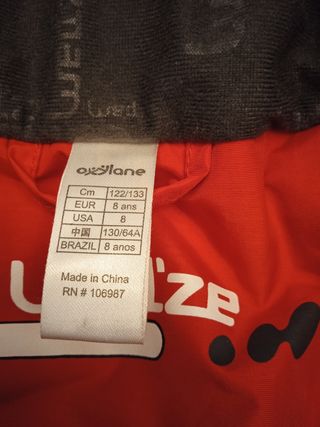 oxylane
Cm 122/133
EUR 8 ans
USA 8
中国 130/64A
BRAZIL 8 anos
Made in China
RN # 106987